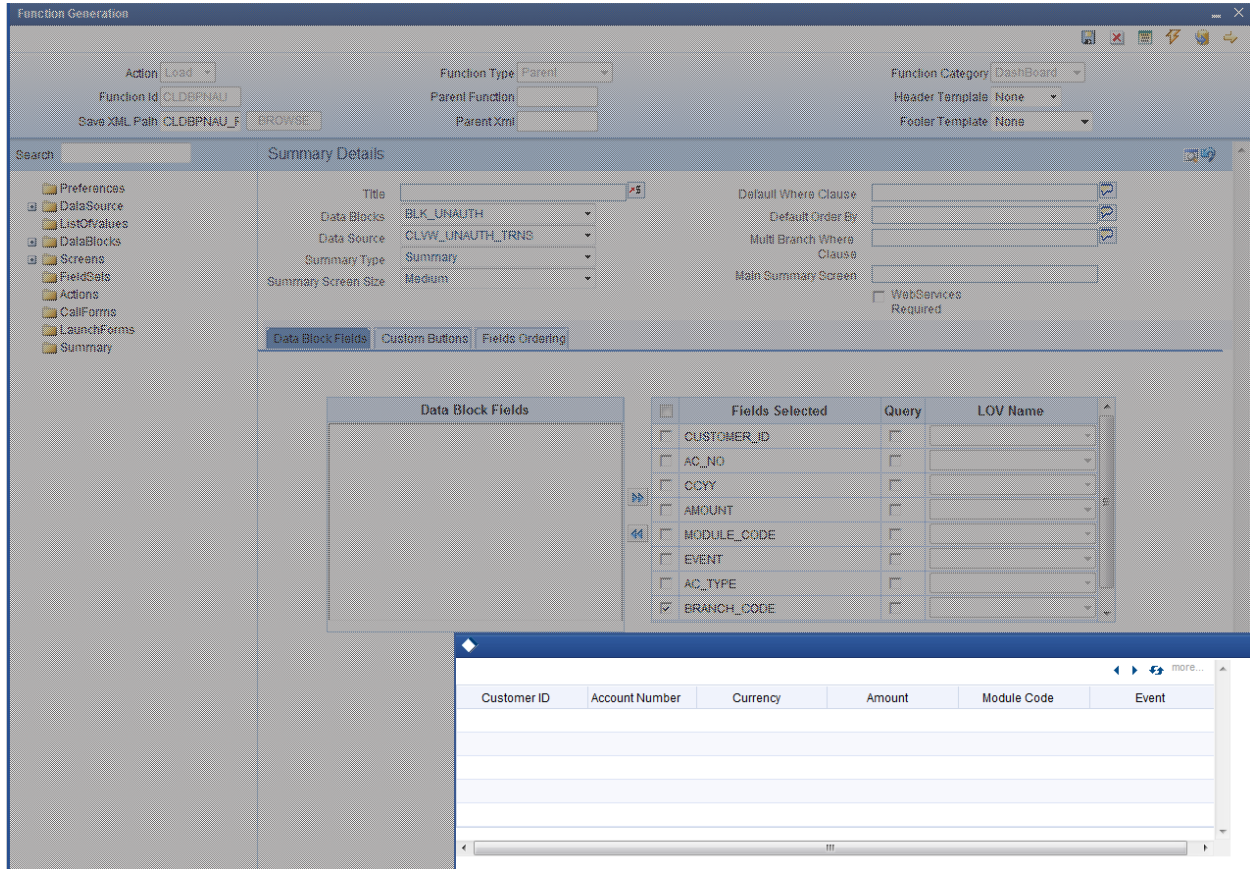 Function Generation
Action Load
Function Type Parent
Function Category DashBoard
Function Id CLDBPNAU
Parent Function
Header Template None
Save XML Path CLDBPNAU_F BROWSE
Parent Xml
Footer Template None
Search
Summary Details
Preferences
DataSource
ListOfValues
DataBlocks
Screens
FieldSets
Actions
CallForms
LaunchForms
Summary
Title
Data Blocks BLK_UNAUTH
Data Source CLVW_UNAUTH_TRNS
Summary Type Summary
Summary Screen Size Medium
Default Where Clause
Default Order By
Multi Branch Where
Clause
Main Summary Screen
WebServices
Required
Data Block Fields Custom Buttons Fields Ordering
Data Block Fields
Fields Selected Query LOV Name
CUSTOMER_ID
AC_NO
CCYY
AMOUNT
MODULE_CODE
EVENT
AC_TYPE
BRANCH_CODE
more...
Customer ID Account Number Currency Amount Module Code Event